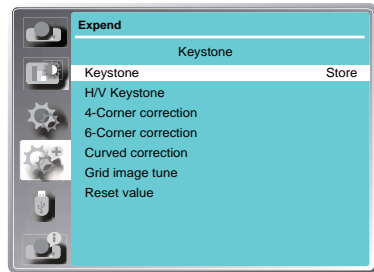 Expend
Keystone
Keystone Store
H/V Keystone
4-Corner correction
6-Corner correction
Curved correction
Grid image tune
Reset value